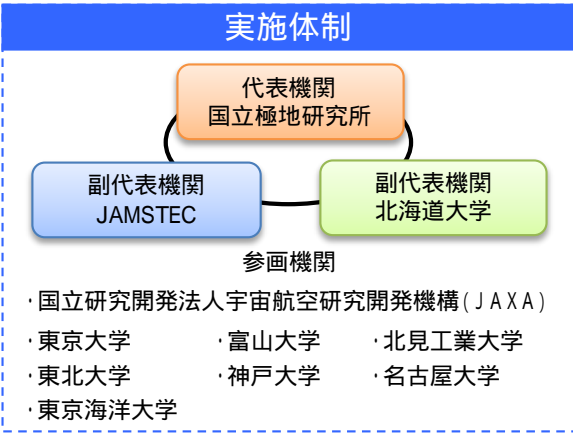 実施体制
代表機関
国立極地研究所
副代表機関
JAMSTEC
副代表機関
北海道大学
参画機関
・国立研究開発法人宇宙航空研究開発機構(JAXA)
・東京大学 ・富山大学 ・北見工業大学
・東北大学 ・神戸大学 ・名古屋大学
・東京海洋大学